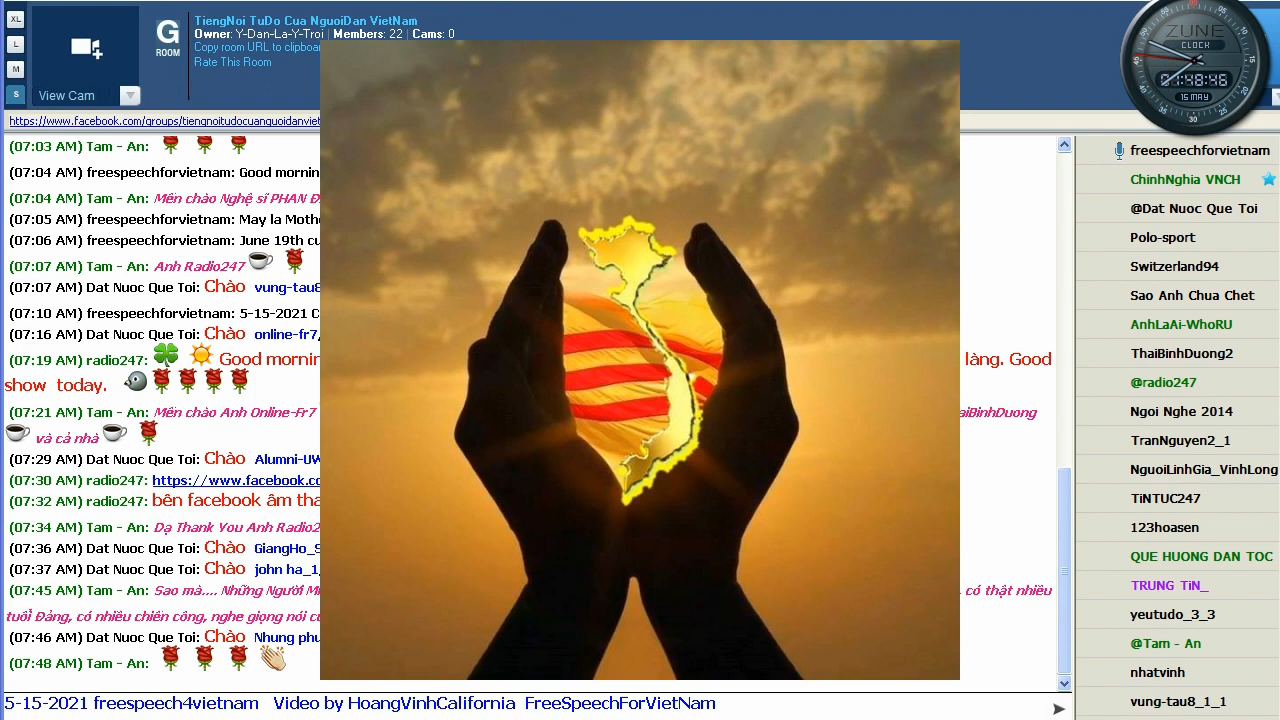 XL
L
M
S
View Cam
G
ROOM
TiengNoi TuDo Cua NguoiDan VietNam
Owner: Y-Dan-La-Y-Troi | Members: 22 | Cams: 0
Copy room URL to clipboar
Rate This Room
ZUNE
CLOCK
07:48:48
15 MAY
https://www.facebook.com/groups/tiengnoitudocuanguoidanviet
(07:03 AM) Tam - An:
(07:04 AM) freespeechforvietnam: Good mornin
(07:04 AM) Tam - An: Mến chào Nghệ sĩ PHAN Đ
(07:05 AM) freespeechforvietnam: May la Moth
(07:06 AM) freespeechforvietnam: June 19th cu
(07:07 AM) Tam - An: Anh Radio247
(07:07 AM) Dat Nuoc Que Toi: Chào vung-tau8
(07:10 AM) freespeechforvietnam: 5-15-2021 C
(07:16 AM) Dat Nuoc Que Toi: Chào online-fr7,
(07:19 AM) radio247: Good mornin làng. Good
show today.
(07:21 AM) Tam - An: Mến chào Anh Online-Fr7 aiBinhDuong
và cả nhà
(07:29 AM) Dat Nuoc Que Toi: Chào Alumni-UW
(07:30 AM) radio247: https://www.facebook.co
(07:32 AM) radio247: bên facebook âm tha
(07:34 AM) Tam - An: Dạ Thank You Anh Radio2
(07:36 AM) Dat Nuoc Que Toi: Chào GiangHo_9
(07:37 AM) Dat Nuoc Que Toi: Chào john ha_1,
(07:45 AM) Tam - An: Sao mà.... Những Người M . có thật nhiều
tuổi Đảng, có nhiều chiến công, nghe giọng nói c
(07:46 AM) Dat Nuoc Que Toi: Chào Nhung phu
(07:48 AM) Tam - An:
5-15-2021 freespeech4vietnam Video by HoangVinhCalifornia FreeSpeechForVietNam
freespeechforvietnam
ChinhNghia VNCH
@Dat Nuoc Que Toi
Polo-sport
Switzerland94
Sao Anh Chua Chet
AnhLaAi-WhoRU
ThaiBinhDuong2
@radio247
Ngoi Nghe 2014
TranNguyen2_1
NguoiLinhGia_VinhLong
TiNTUC247
123hoasen
QUE HUONG DAN TOC
TRUNG TiN_
yeutudo_3_3
@Tam - An
nhatvinh
vung-tau8_1_1